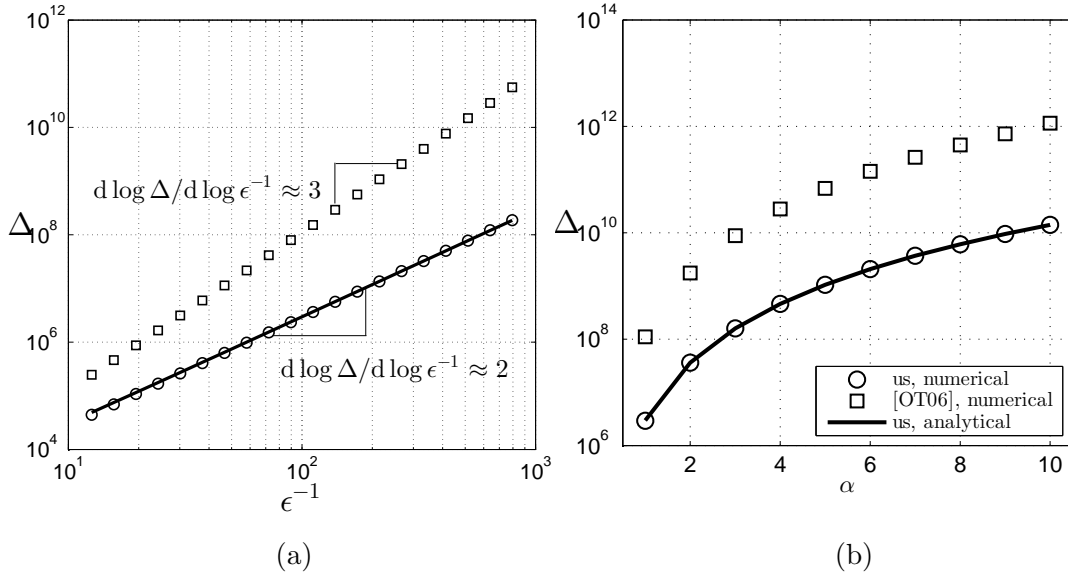 10^12
10^10
10^8
10^6
10^4
Δ
d log Δ/d log ϵ^−1 ≈ 3
d log Δ/d log ϵ^−1 ≈ 2
10^1
10^2
10^3
ϵ^−1
(a)
10^14
10^12
10^10
10^8
10^6
Δ
us, numerical
[OT06], numerical
us, analytical
2
4
6
8
10
α
(b)